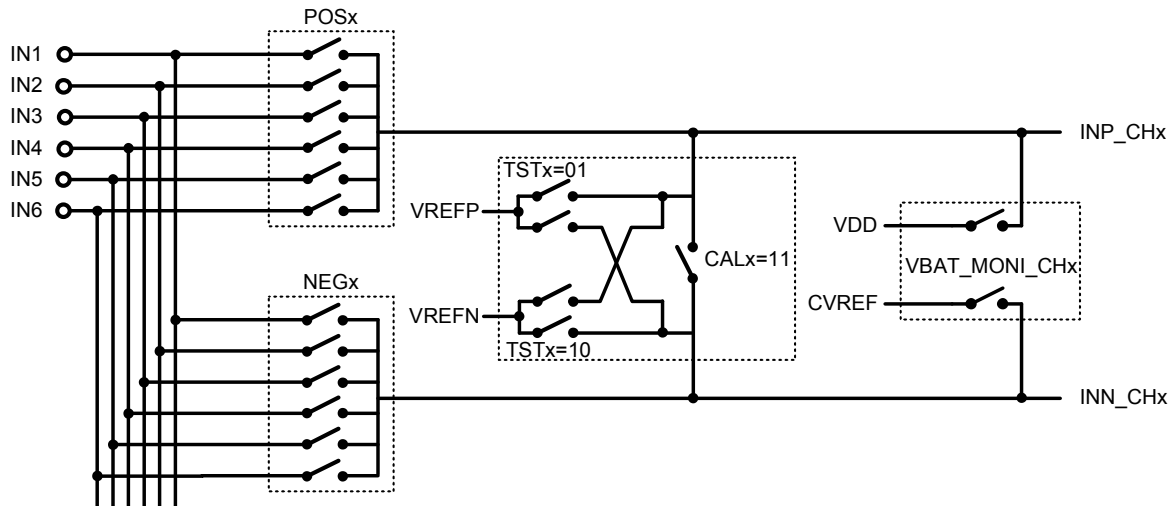 POSx
IN1
IN2
IN3
IN4
IN5
IN6
INP_CHx
TSTx=01
VREFP
CALx=11
VREFN
TSTx=10
VDD
VBAT_MONI_CHx
CVREF
NEGx
INN_CHx